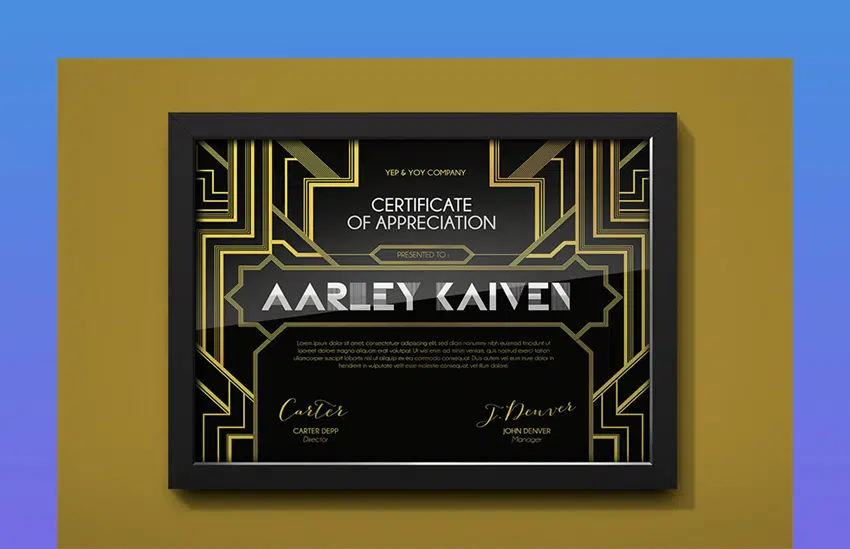 YEP & YOY COMPANY
CERTIFICATE
OF APPRECIATION
PRESENTED TO :
AARLEY KAIVEN
Lorem ipsum dolor sit amet, consectetur adipiscing elit, sed diam nonummy nibh euismod tincidunt ut
laoreet dolore magna aliquam erat volutpat. Ut wisi enim ad minim veniam, quis nostrud exerci tation
ullamcorper suscipit lobortis nisl ut aliquip ex ea commodo consequat. Duis autem vel eum iriure dolor in
hendrerit in vulputate velit esse molestie consequat, vel illum dolore.
Carter
J.Denver
CARTER DEPP
JOHN DENVER
Director
Manager